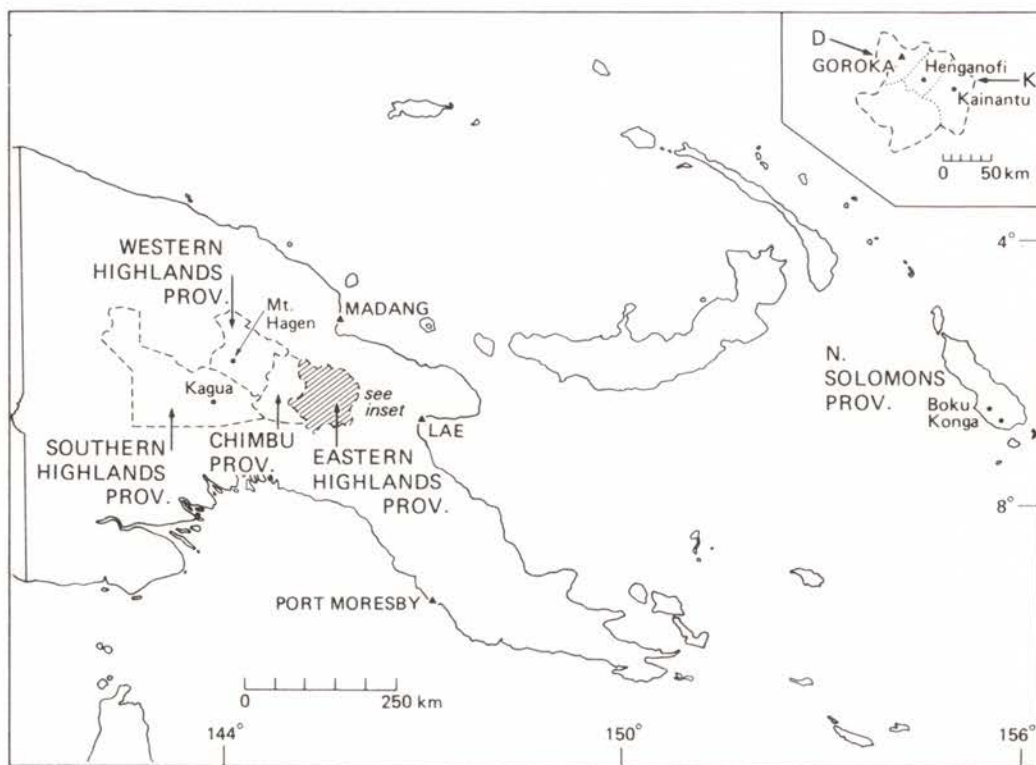 D
GOROKA
Henganofi
K
Kainantu
0 50 km
4°
WESTERN
HIGHLANDS
PROV.
Mt.
Hagen
MADANG
Kagua
see
inset
N.
SOLOMONS
PROV.
Boku
Konga
LAE
SOUTHERN
HIGHLANDS
PROV.
CHIMBU
PROV.
EASTERN
HIGHLANDS
PROV.
8°
PORT MORESBY
0 250 km
144°
150°
156°